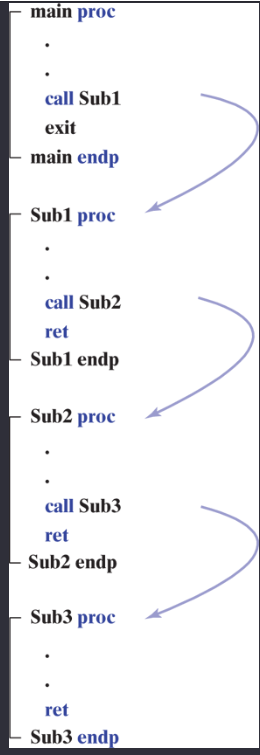 main proc
.
.
call Sub1
exit
main endp
Sub1 proc
.
.
call Sub2
ret
Sub1 endp
Sub2 proc
.
.
call Sub3
ret
Sub2 endp
Sub3 proc
.
.
ret
Sub3 endp